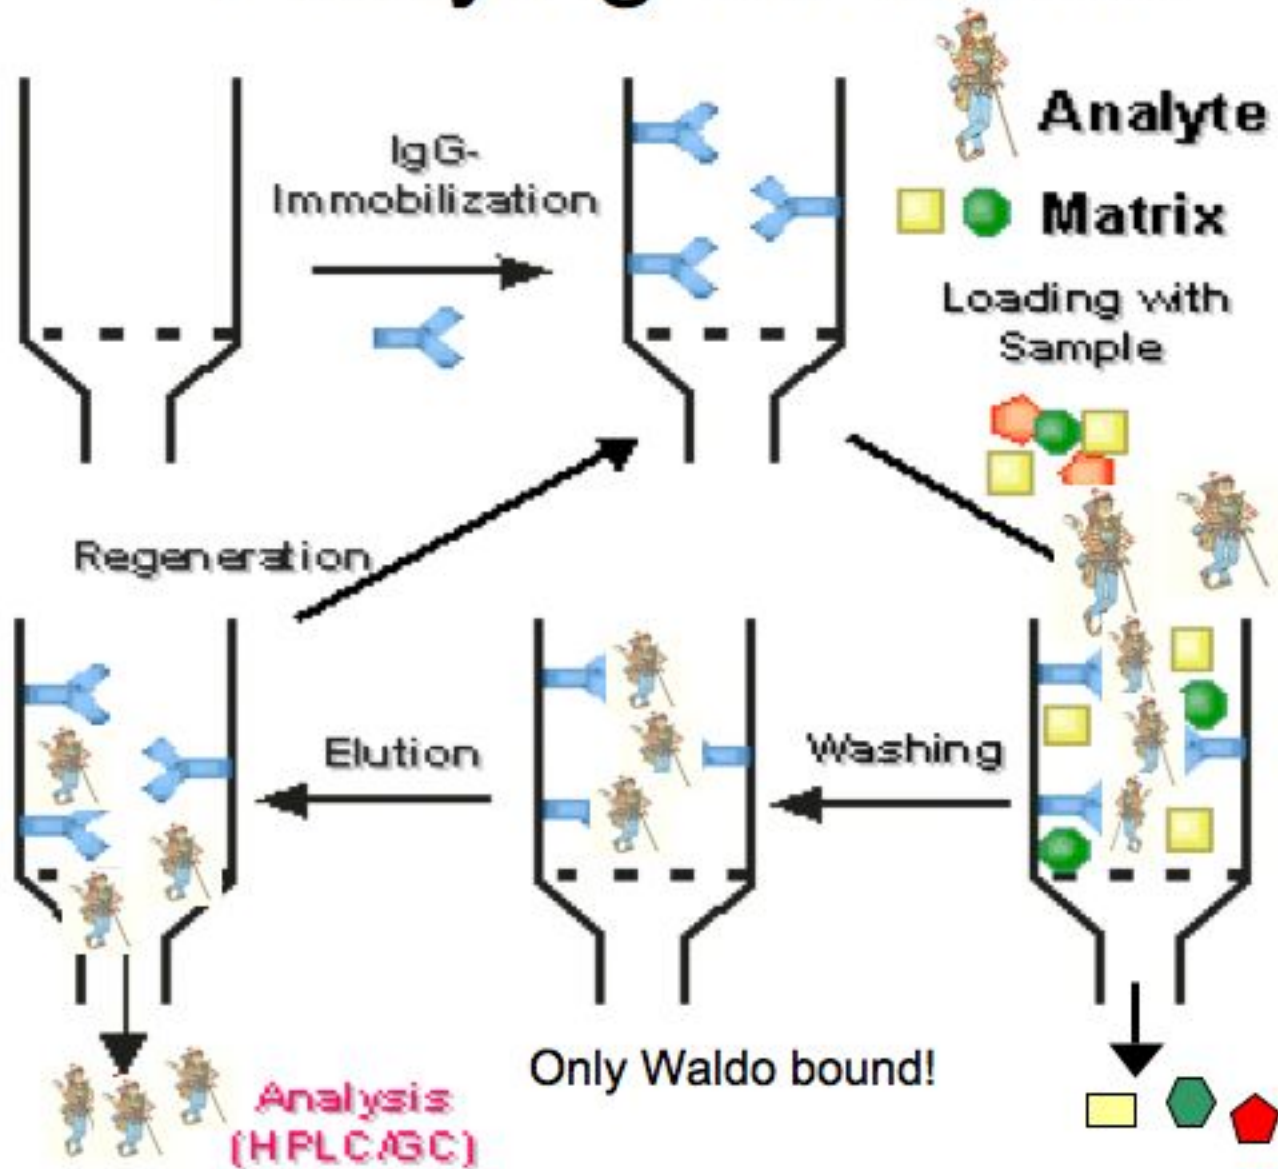 IgG-
Immobilization
Analyte
Matrix
Loading with
Sample
Regeneration
Elution
Washing
Only Waldo bound!
Analysis
(HPLC/GC)